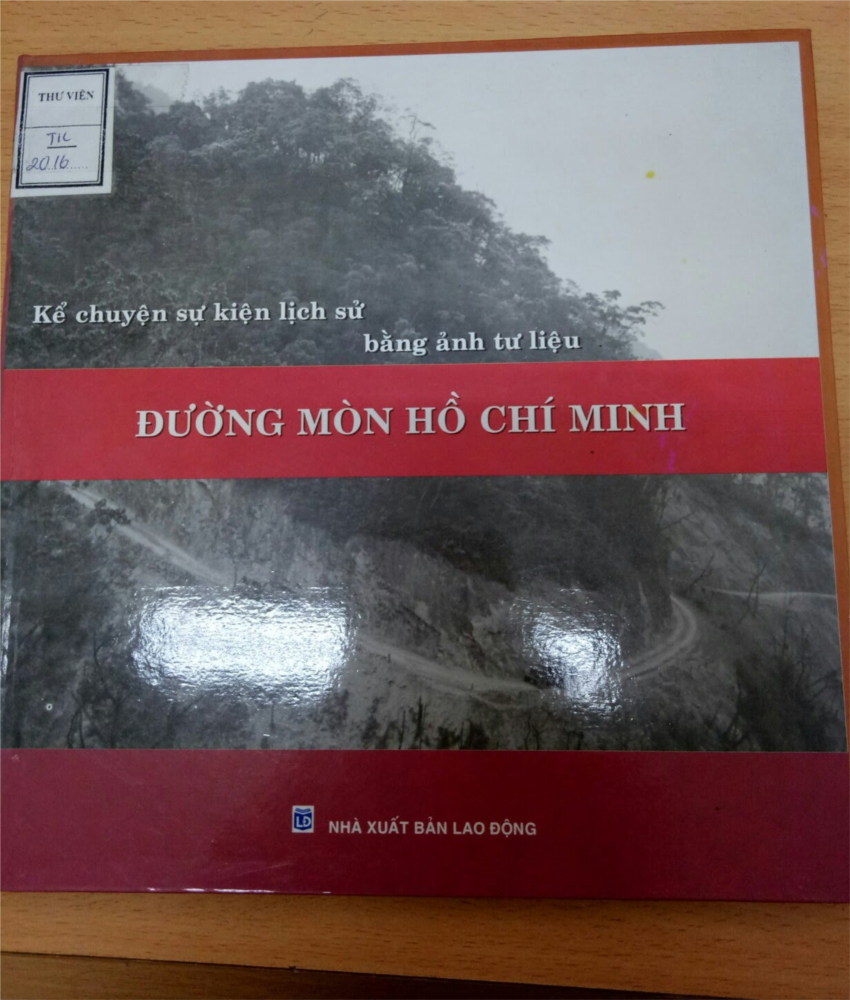 THƯ VIỆN
TIC
2016
Kể chuyện sự kiện lịch sử
bằng ảnh tư liệu
ĐƯỜNG MÒN HỒ CHÍ MINH
LĐ
NHÀ XUẤT BẢN LAO ĐỘNG